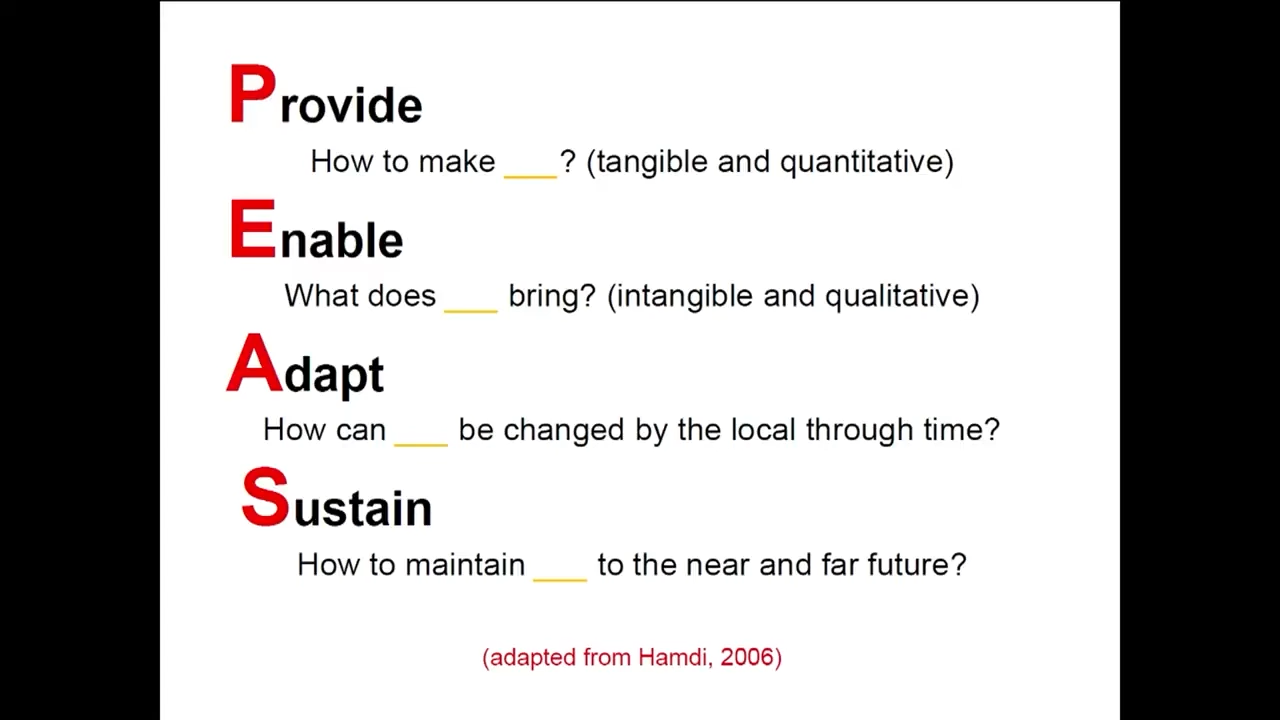 Provide
How to make ___? (tangible and quantitative)
Enable
What does ___ bring? (intangible and qualitative)
Adapt
How can ___ be changed by the local through time?
Sustain
How to maintain ___ to the near and far future?
(adapted from Hamdi, 2006)